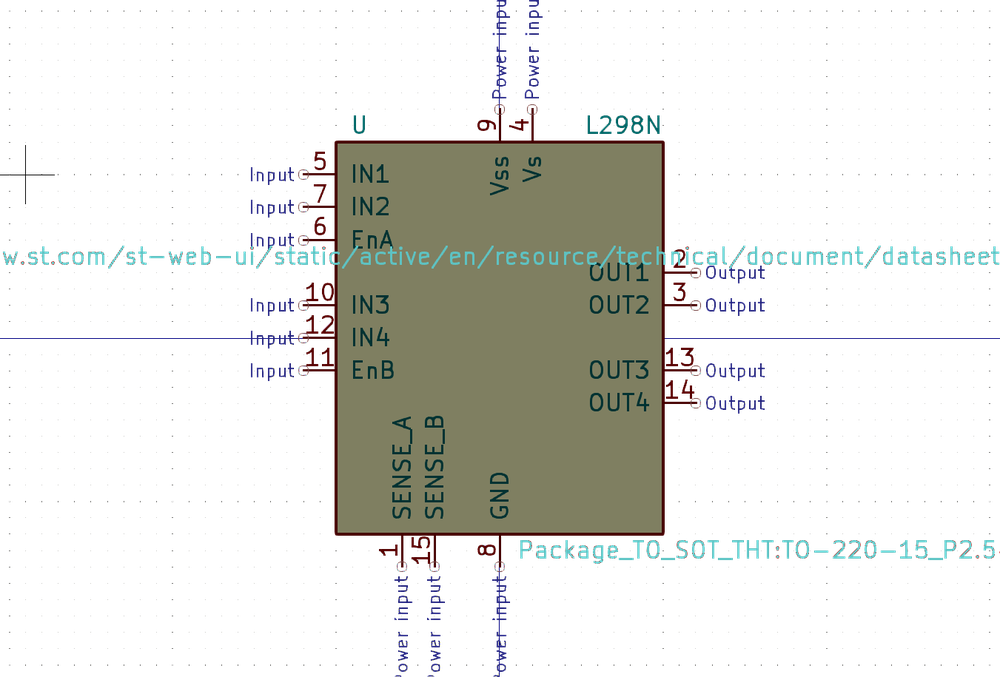 Power inpu
Power inpu
9
4
U
L298N
Vss
Vs
Input 5 IN1
Input 7 IN2
Input 6 EnA
w.st.com/st-web-ui/static/active/en/resource/technical/document/datasheet
OUT1 2 Output
Input 10 IN3
OUT2 3 Output
Input 12 IN4
Input 11 EnB
OUT3 13 Output
OUT4 14 Output
SENSE_A
SENSE_B
GND
1
15
8
Package_TO_SOT_THT:TO-220-15_P2.5
Power input
Power input
Power input